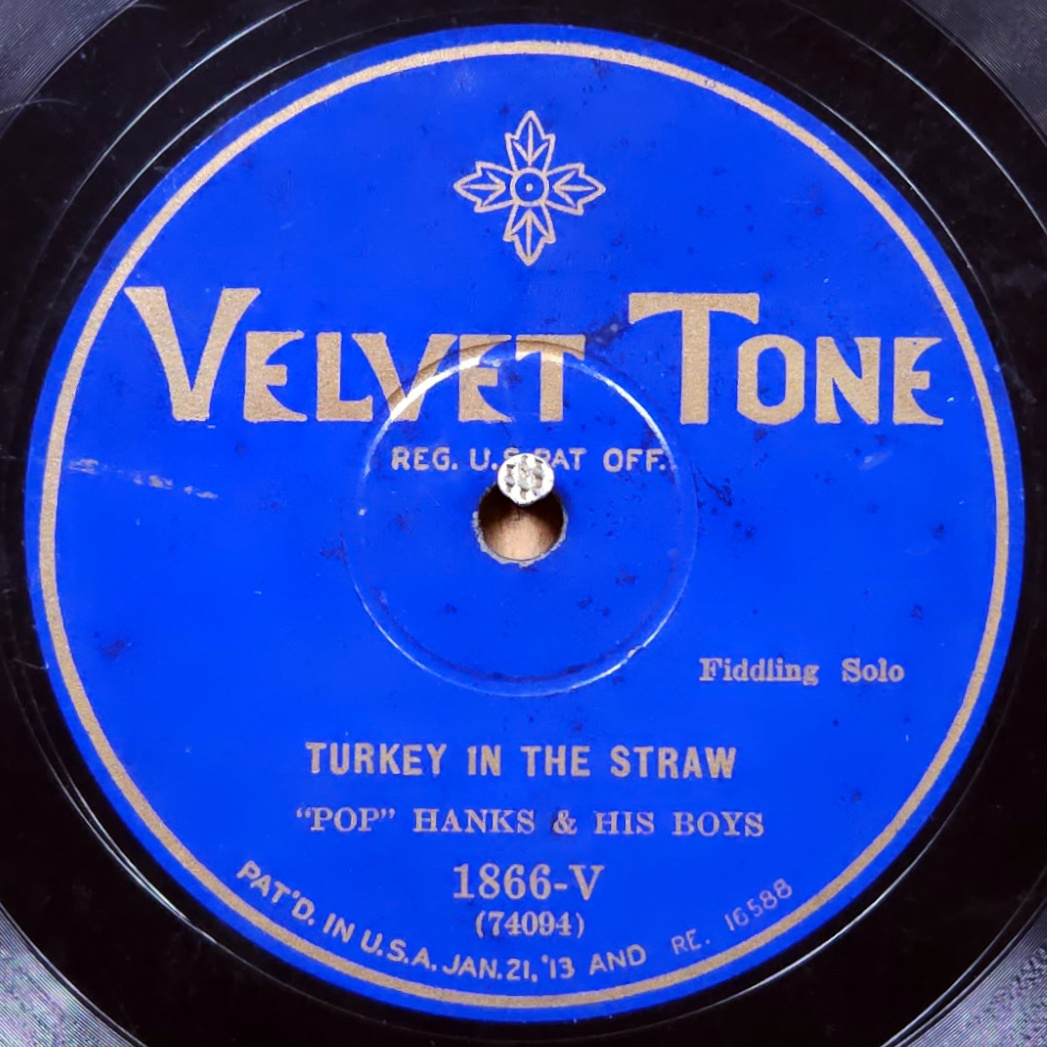 VELVET TONE
REG. U.S. PAT OFF.
Fiddling Solo
TURKEY IN THE STRAW
“POP” HANKS & HIS BOYS
1866-V
(74094)
PAT'D. IN U.S.A. JAN. 21, '13 AND RE. 16588